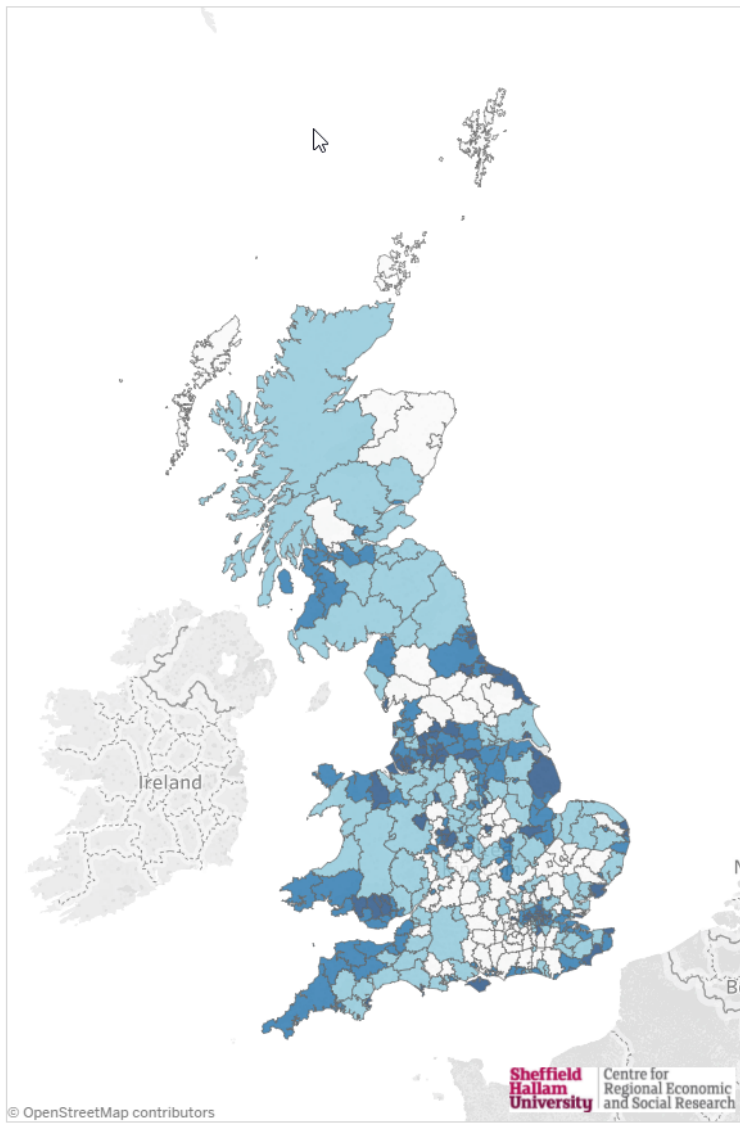 Ireland
N
B
Sheffield
Hallam
University
Centre for
Regional Economic
and Social Research
© OpenStreetMap contributors